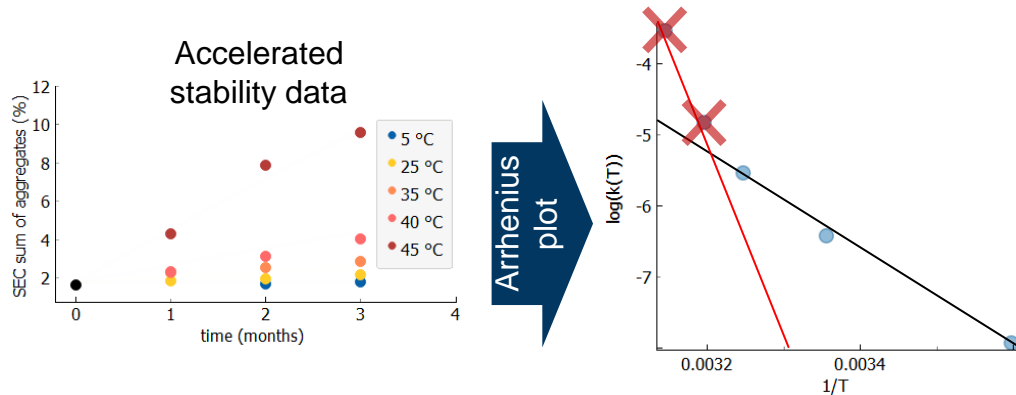 Accelerated
stability data
SEC sum of aggregates (%)
12
10
8
6
4
2
0
1
2
3
4
time (months)
5 °C
25 °C
35 °C
40 °C
45 °C
Arrhenius
plot
log(k(T))
-4
-5
-6
-7
0.0032
0.0034
1/T